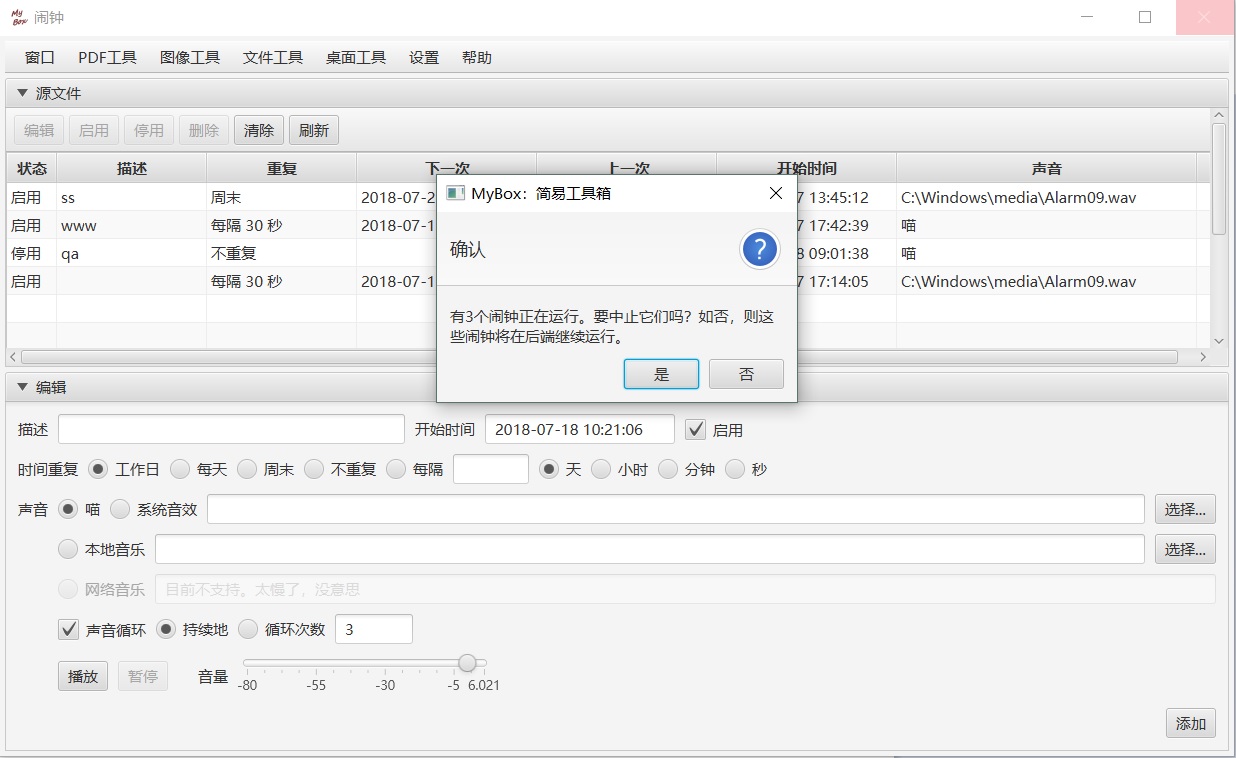 My Box 闹钟
窗口 PDF工具 图像工具 文件工具 桌面工具 设置 帮助
源文件
编辑 启用 停用 删除 清除 刷新
状态 描述 重复 下一次 上一次 开始时间 声音
启用 ss 周末 2018-07-2 7 13:45:12 C:\Windows\media\Alarm09.wav
启用 www 每隔 30 秒 2018-07-1 7 17:42:39 喵
停用 qa 不重复 8 09:01:38 喵
启用 每隔 30 秒 2018-07-1 7 17:14:05 C:\Windows\media\Alarm09.wav
MyBox：简易工具箱
确认
有3个闹钟正在运行。要中止它们吗？如否，则这
些闹钟将在后端继续运行。
是 否
编辑
描述 开始时间 2018-07-18 10:21:06 启用
时间重复 工作日 每天 周末 不重复 每隔 天 小时 分钟 秒
声音 喵 系统音效 选择...
本地音乐 选择...
网络音乐 目前不支持。太慢了，没意思
声音循环 持续地 循环次数 3
播放 暂停 音量 -80 -55 -30 -5 6.021
添加